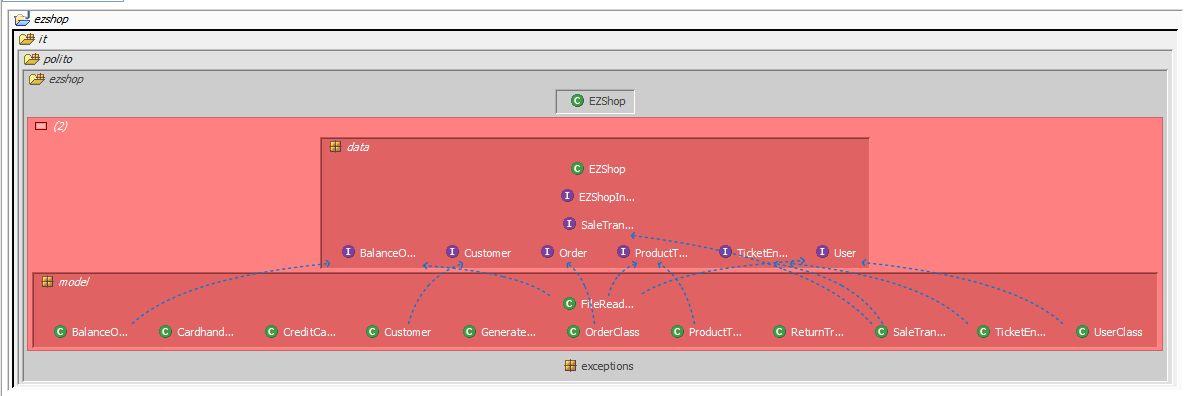 ezshop
it
polito
ezshop
EZShop
(2)
data
EZShop
EZShopIn...
SaleTran...
BalanceO... Customer Order ProductT... TicketEn... User
model
FileRead...
BalanceO... Cardhand... CreditCa... Customer Generate... OrderClass ProductT... ReturnTr... SaleTran... TicketEn... UserClass
exceptions